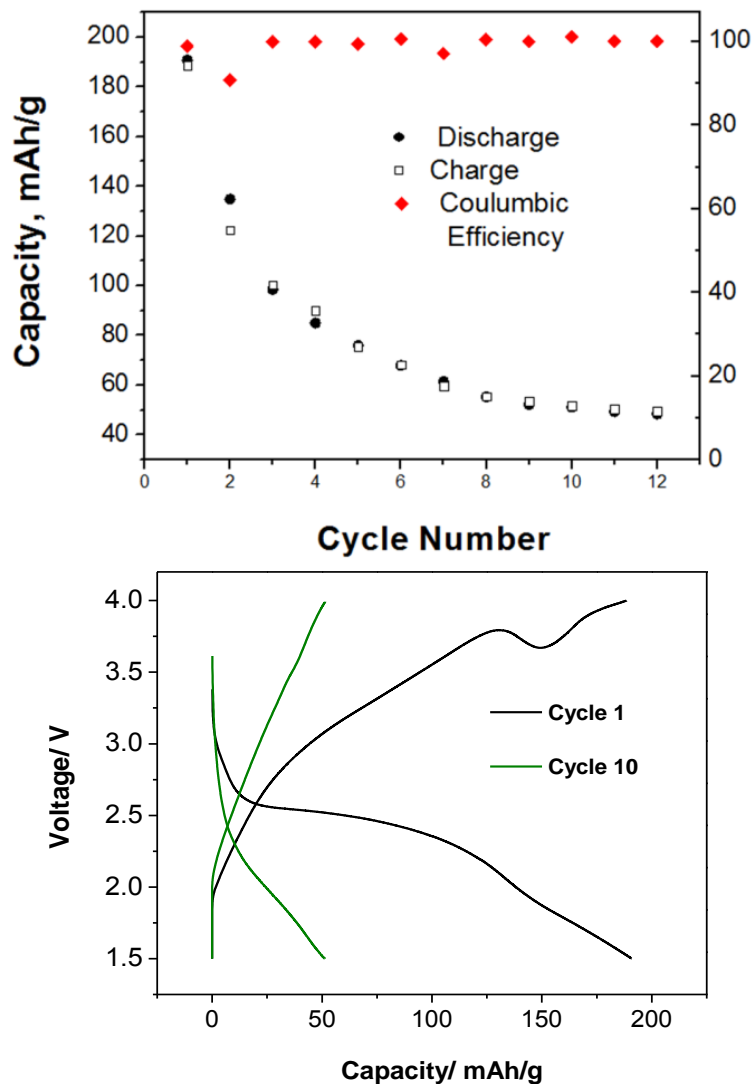 Capacity, mAh/g
200
180
160
140
120
100
80
60
40
100
80
60
40
20
0
Discharge
Charge
Coulumbic
Efficiency
0 2 4 6 8 10 12
Cycle Number
Voltage/ V
4.0
3.5
3.0
2.5
2.0
1.5
Cycle 1
Cycle 10
0 50 100 150 200
Capacity/ mAh/g